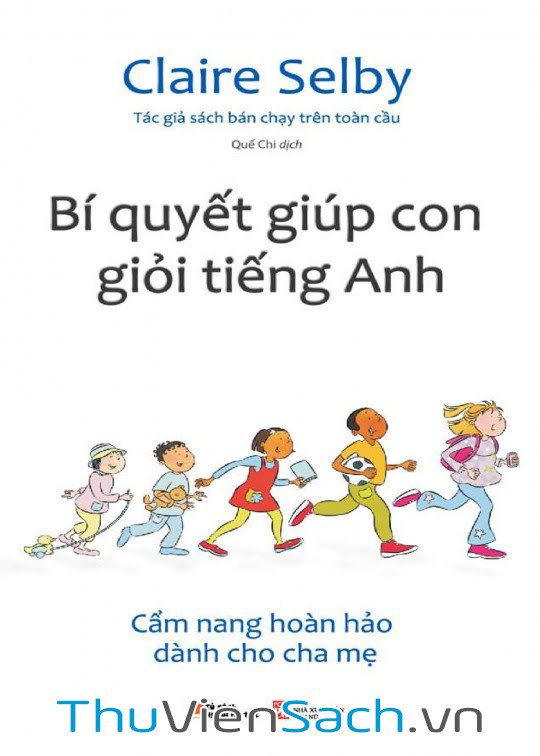 Claire Selby
Tác giả sách bán chạy trên toàn cầu
Quế Chi dịch
Bí quyết giúp con
giỏi tiếng Anh
Cẩm nang hoàn hảo
dành cho cha mẹ
ThuVienSach.vn